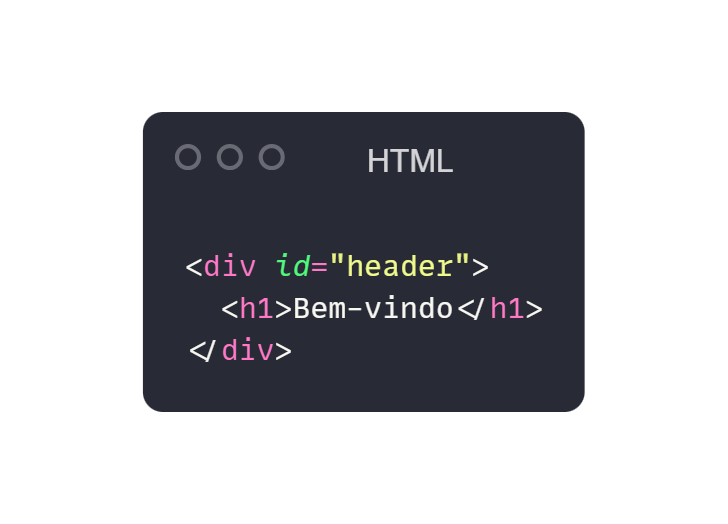 HTML
<div id="header">
  <h1>Bem-vindo</h1>
</div>